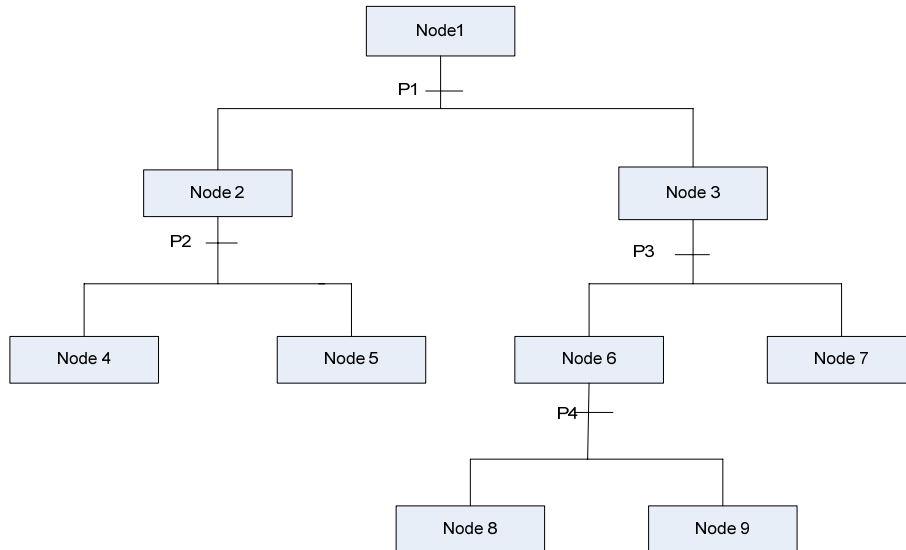 Node1
P1
Node 2
Node 3
P2
P3
Node 4
Node 5
Node 6
Node 7
P4
Node 8
Node 9